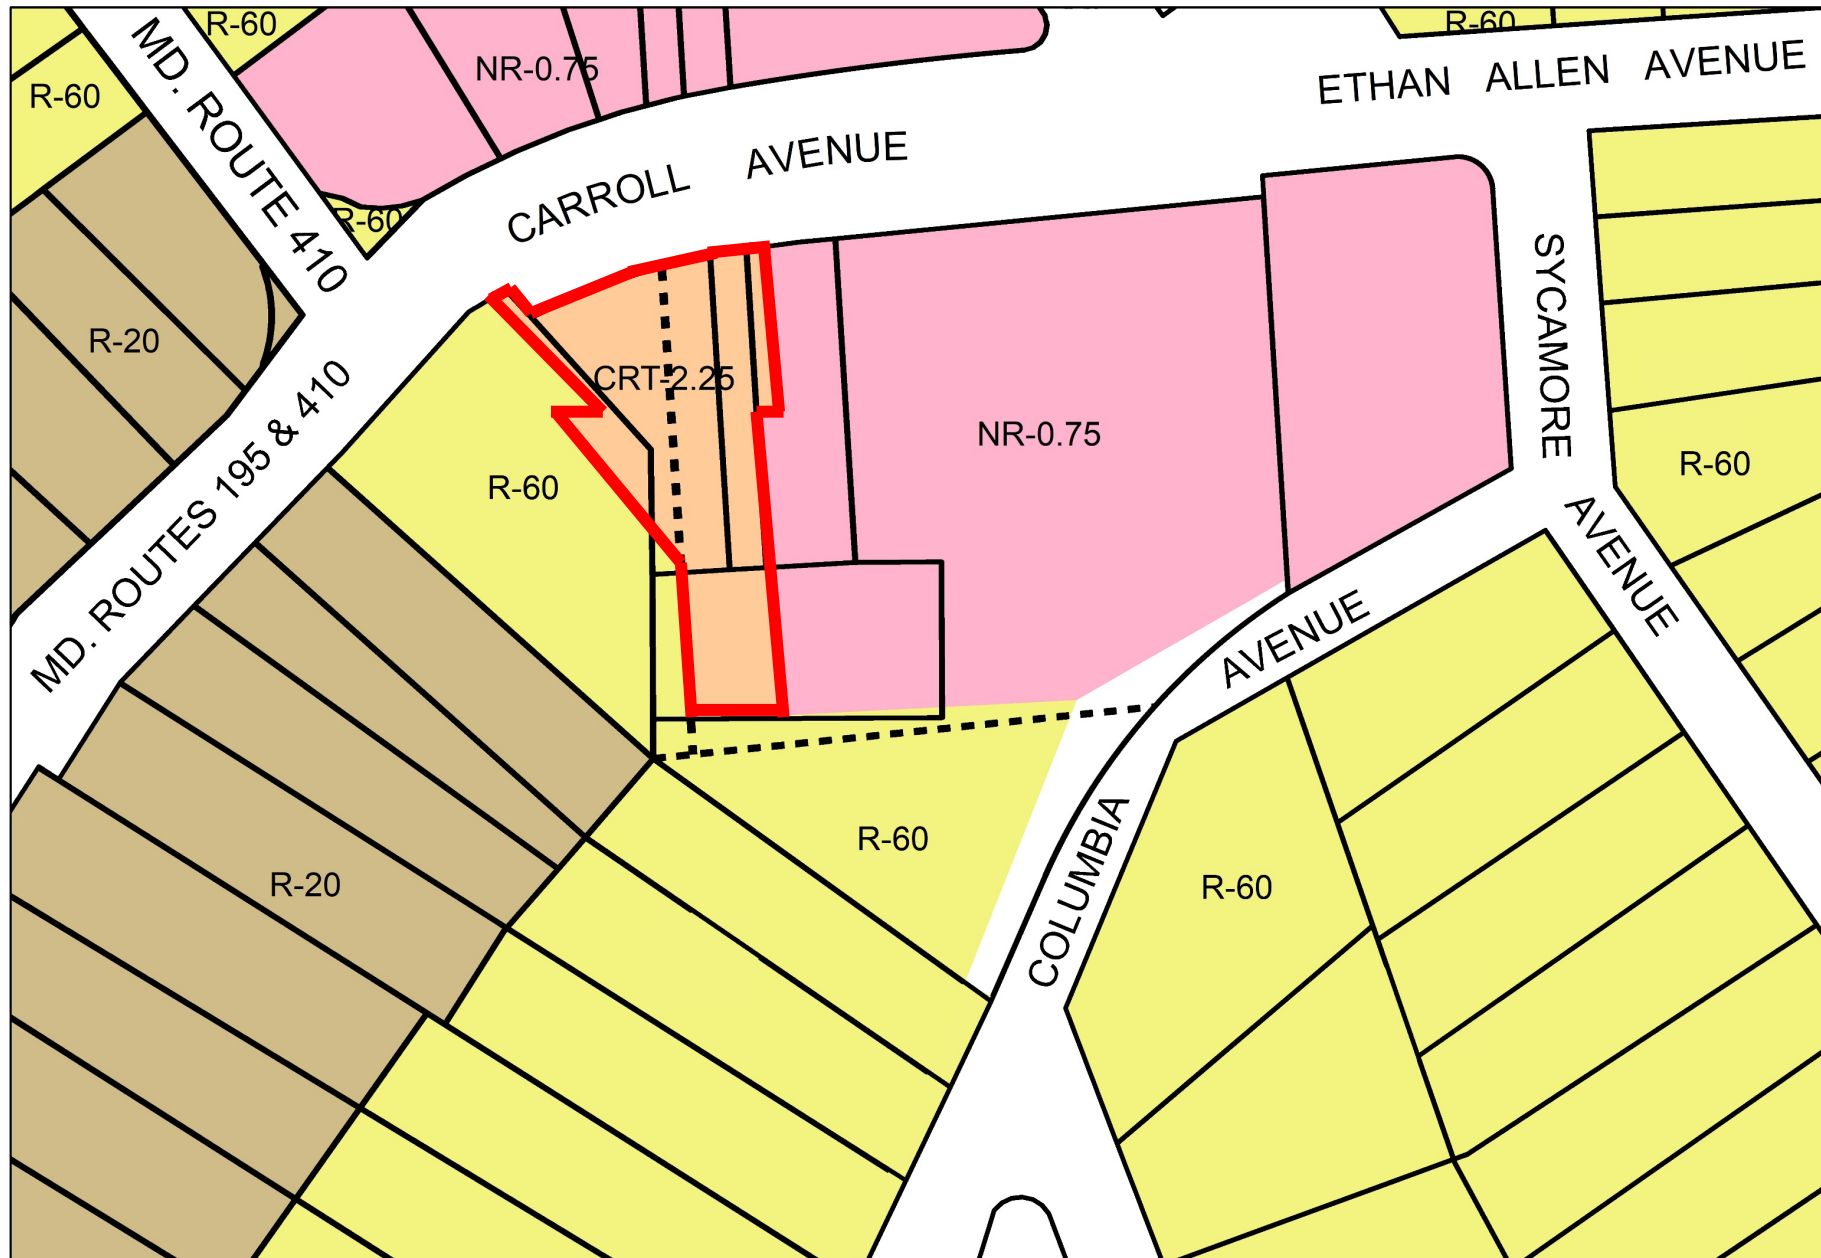 R-60
R-60
ETHAN ALLEN AVENUE
MD. ROUTE 410
NR-0.75
R-60
CARROLL AVENUE
R-60
SYCAMORE AVENUE
R-20
CRT-2.25
NR-0.75
R-60
R-60
MD. ROUTES 195 & 410
COLUMBIA AVENUE
R-60
R-20
R-60